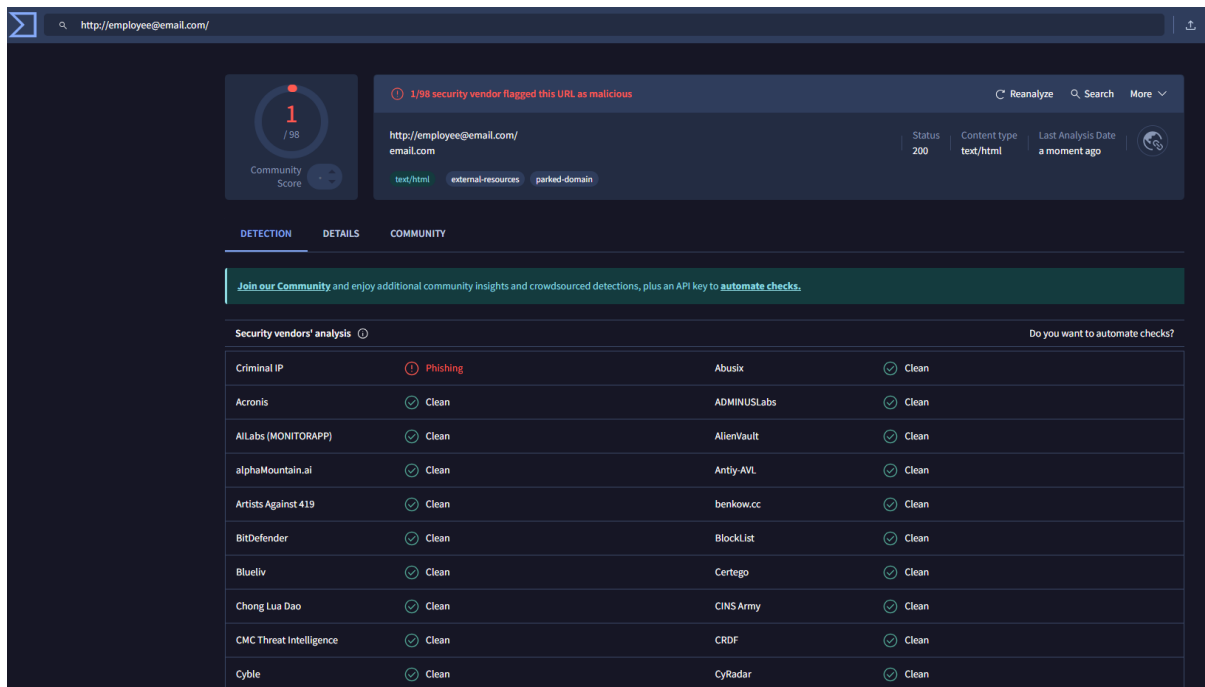 http://employee@email.com/
1
/ 98
Community
Score
1/98 security vendor flagged this URL as malicious
Reanalyze
Search
More
http://employee@email.com/
email.com
Status
200
Content type
text/html
Last Analysis Date
a moment ago
text/html
external-resources
parked-domain
DETECTION
DETAILS
COMMUNITY
Join our Community and enjoy additional community insights and crowdsourced detections, plus an API key to automate checks.
Security vendors' analysis
Do you want to automate checks?
Criminal IP Phishing Abusix Clean
Acronis Clean ADMINUSLabs Clean
AILabs (MONITORAPP) Clean AlienVault Clean
alphaMountain.ai Clean Antiy-AVL Clean
Artists Against 419 Clean benkow.cc Clean
BitDefender Clean BlockList Clean
Blueliv Clean Certego Clean
Chong Lua Dao Clean CINS Army Clean
CMC Threat Intelligence Clean CRDF Clean
Cyble Clean CyRadar Clean